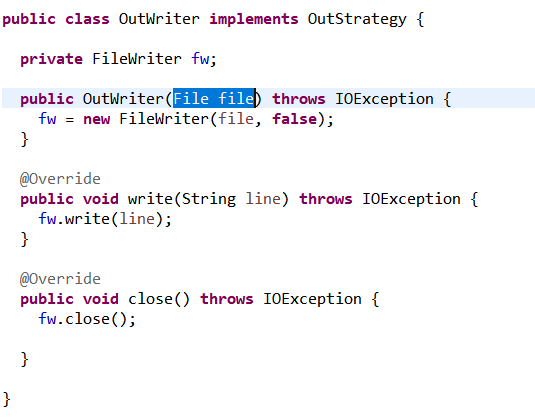 public class OutWriter implements OutStrategy {
private FileWriter fw;
public OutWriter(File file) throws IOException {
fw = new FileWriter(file, false);
}
@Override
public void write(String line) throws IOException {
fw.write(line);
}
@Override
public void close() throws IOException {
fw.close();
}
}